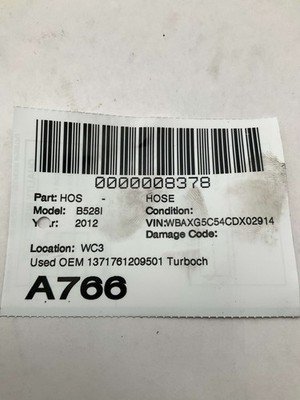 0000008378
Part: HOS - HOSE
Model: B528I Condition:
Year: 2012 VIN:WBAXG5C54CDX02914
Damage Code:
Location: WC3
Used OEM 1371761209501 Turboch
A766